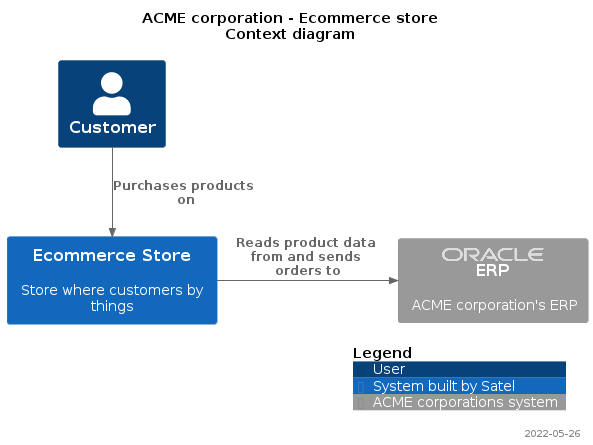 ACME corporation - Ecommerce store
Context diagram
Customer
Purchases products
on
Ecommerce Store
Store where customers by
things
Reads product data
from and sends
orders to
ORACLE
ERP
ACME corporation's ERP
Legend
User
System built by Satel
ACME corporations system
2022-05-26